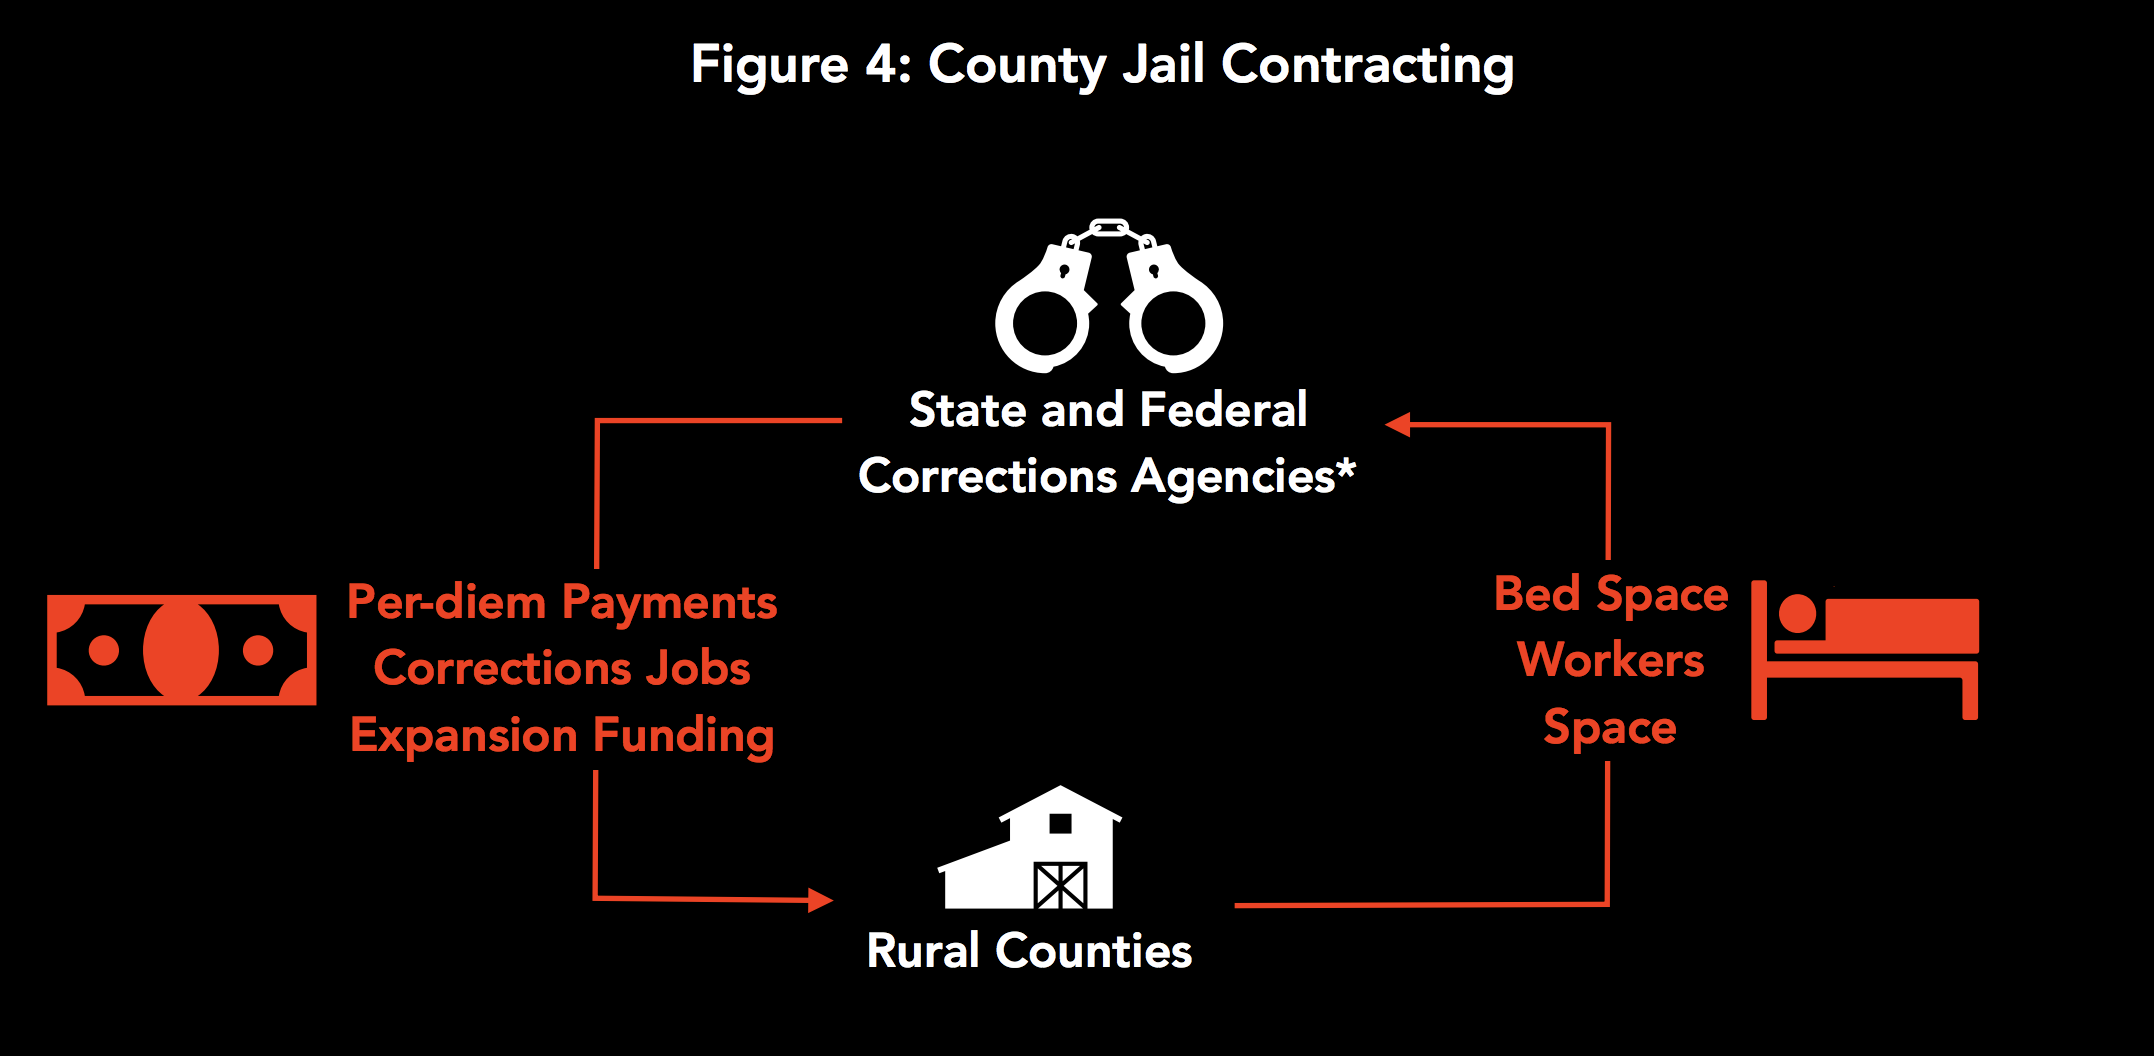 Figure 4: County Jail Contracting
State and Federal
Corrections Agencies*
Per-diem Payments
Corrections Jobs
Expansion Funding
Bed Space
Workers
Space
Rural Counties